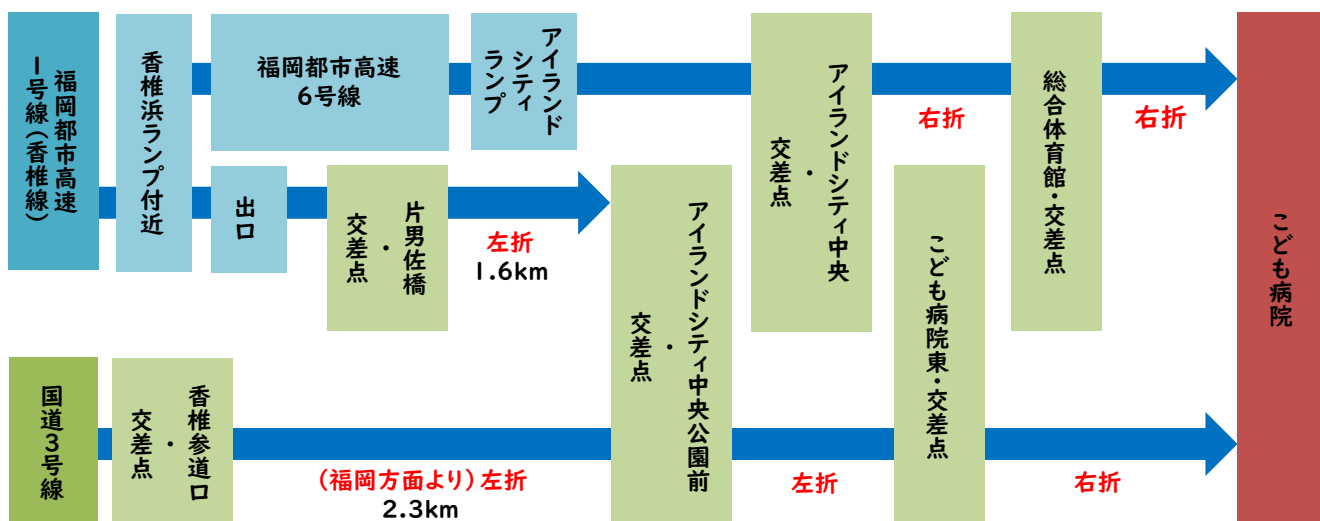 福岡都市高速
1号線(香椎線)
香椎浜ランプ付近
福岡都市高速
6号線
アイランド
シティ
ランプ
アイランドシティ中央
・
交差点
右折
総合体育館・交差点
右折
こども病院
出口
片男佐橋
・
交差点
左折
1.6km
アイランドシティ中央公園前
・
交差点
こども病院東・交差点
国道3号線
香椎参道口
・
交差点
(福岡方面より)左折
2.3km
左折
右折